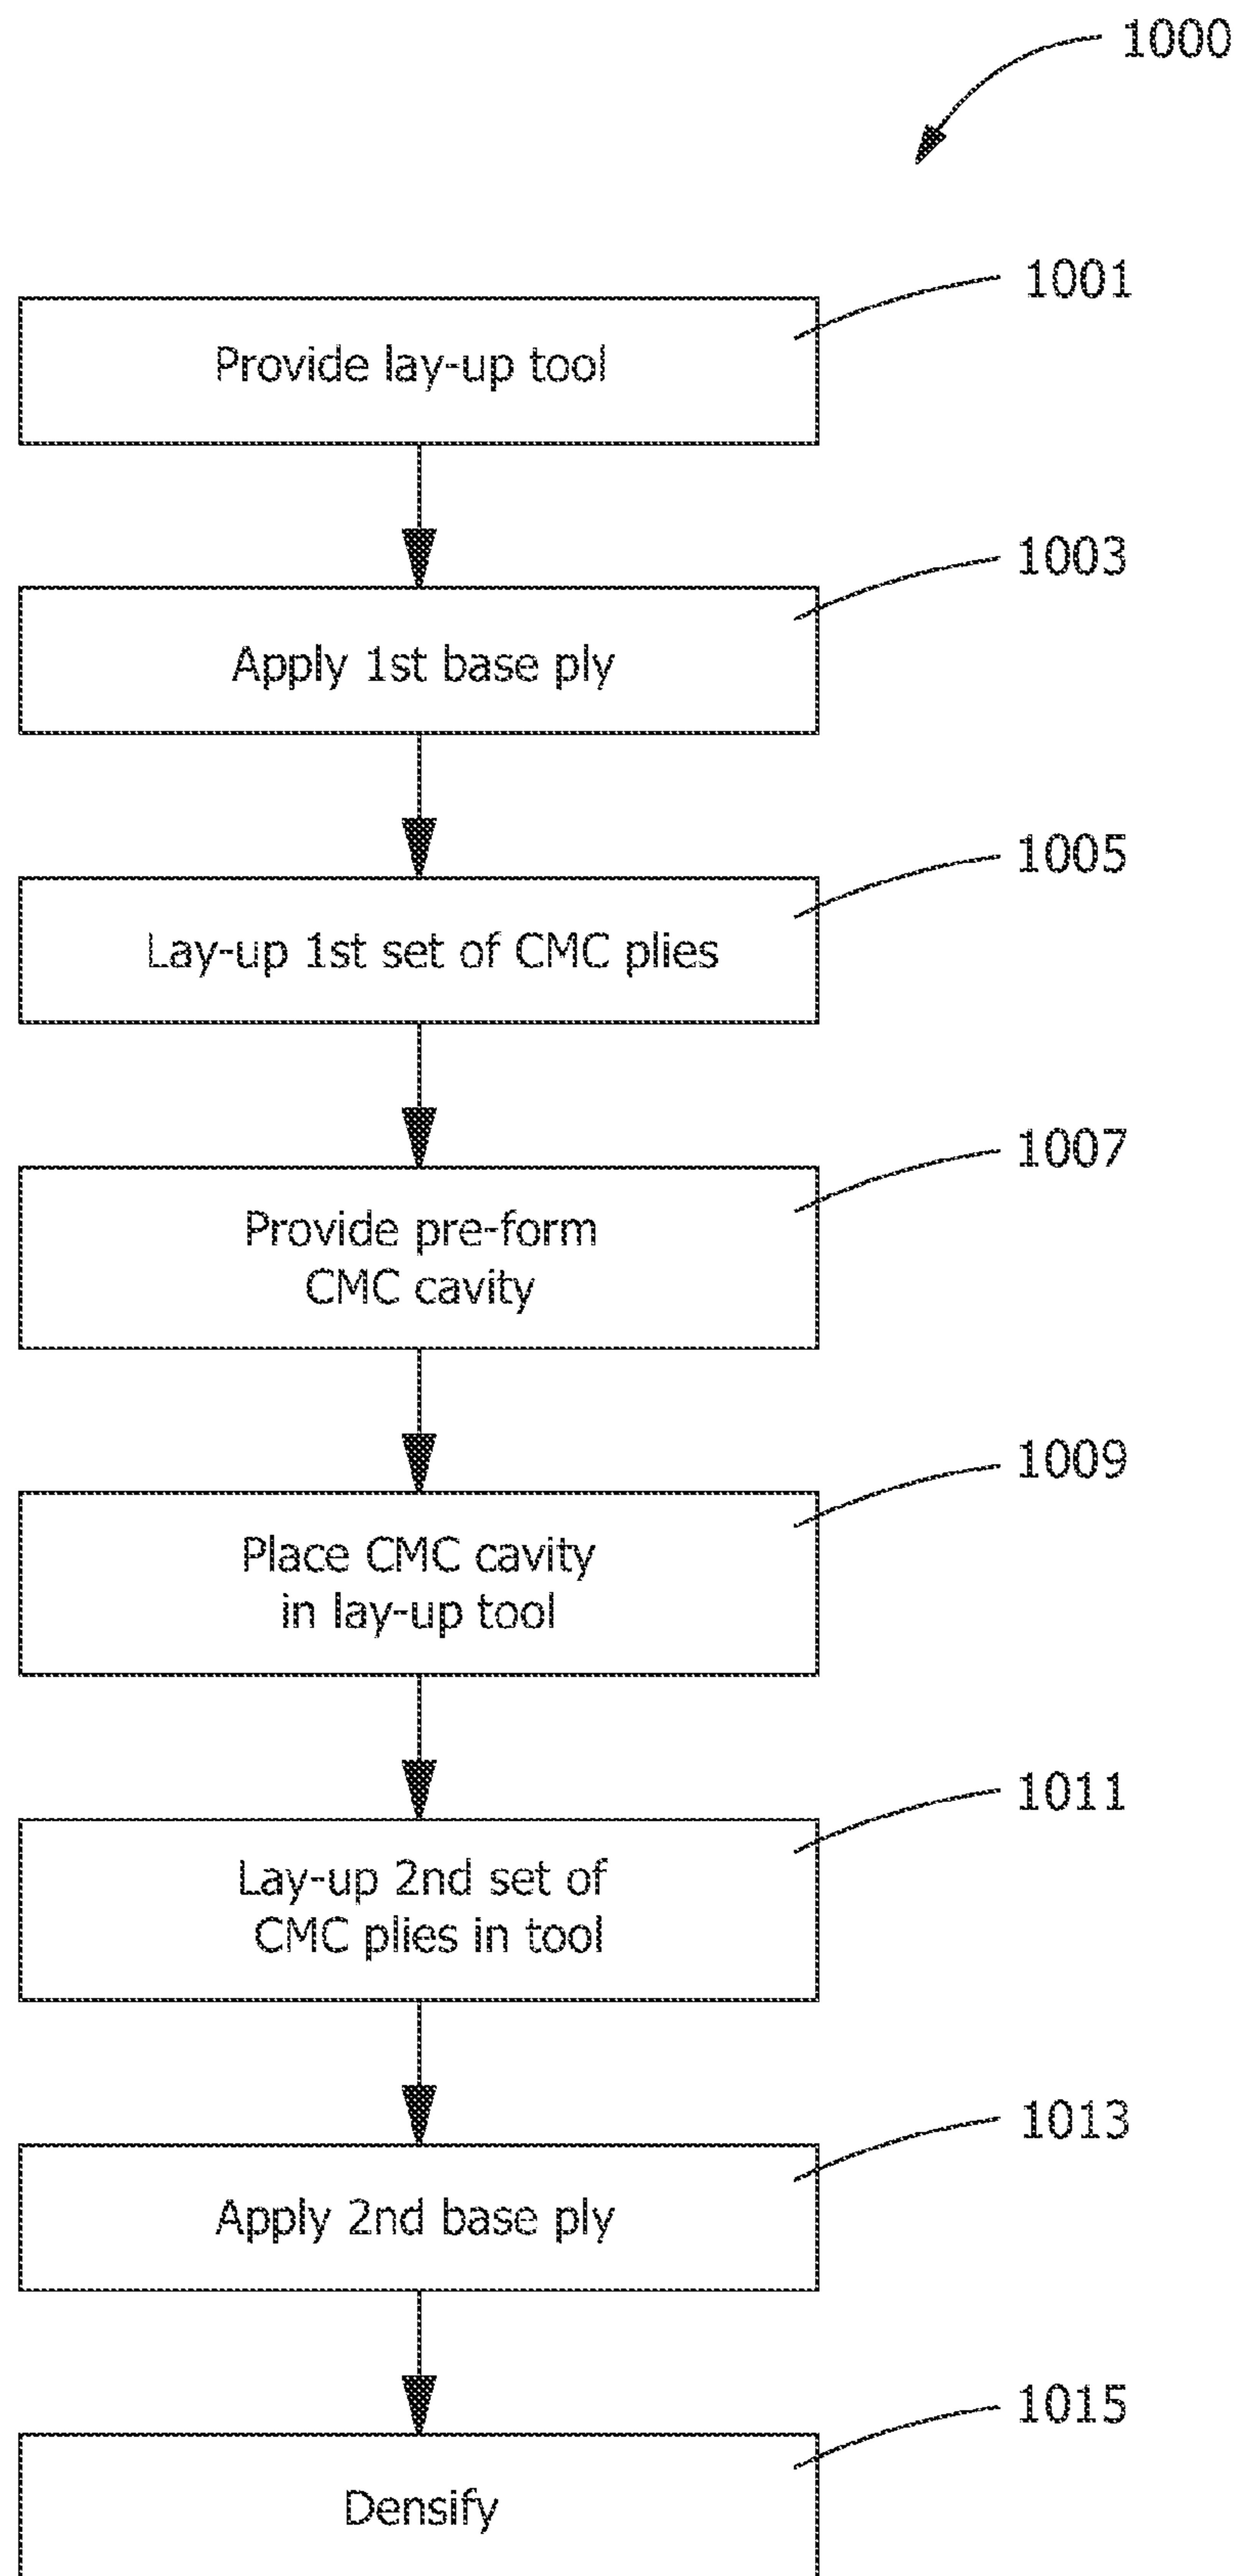 1000
1001
Provide lay-up tool
1003
Apply 1st base ply
1005
Lay-up 1st set of CMC plies
1007
Provide pre-form
CMC cavity
1009
Place CMC cavity
in lay-up tool
1011
Lay-up 2nd set of
CMC plies in tool
1013
Apply 2nd base ply
1015
Densify